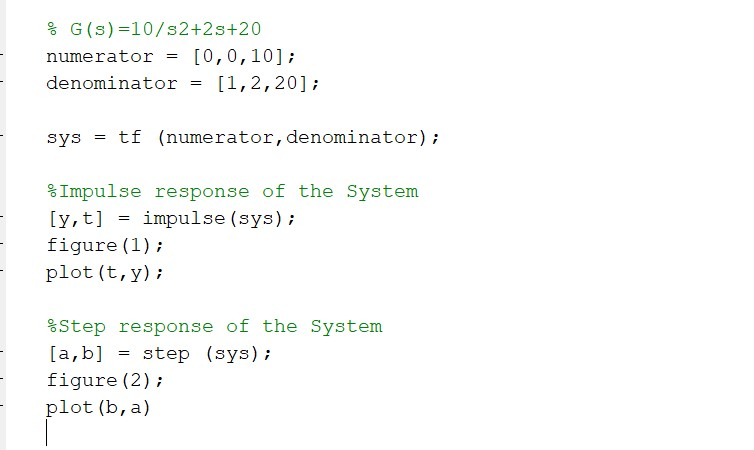 % G(s)=10/s2+2s+20
numerator = [0,0,10];
denominator = [1,2,20];
sys = tf (numerator,denominator);
%Impulse response of the System
[y,t] = impulse(sys);
figure(1);
plot(t,y);
%Step response of the System
[a,b] = step (sys);
figure(2);
plot(b,a)